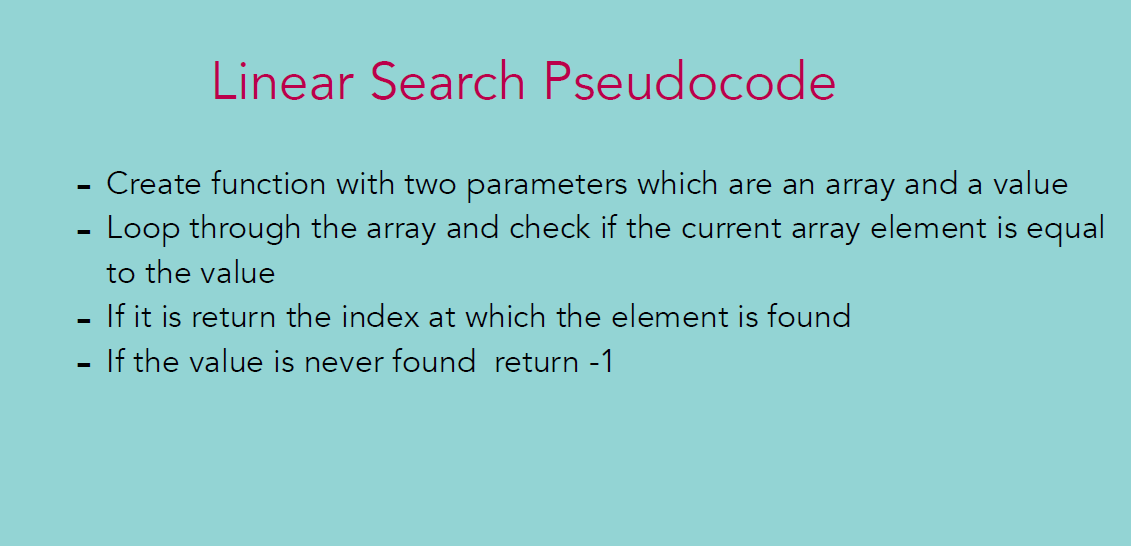 Linear Search Pseudocode
- Create function with two parameters which are an array and a value
- Loop through the array and check if the current array element is equal
to the value
- If it is return the index at which the element is found
- If the value is never found  return -1